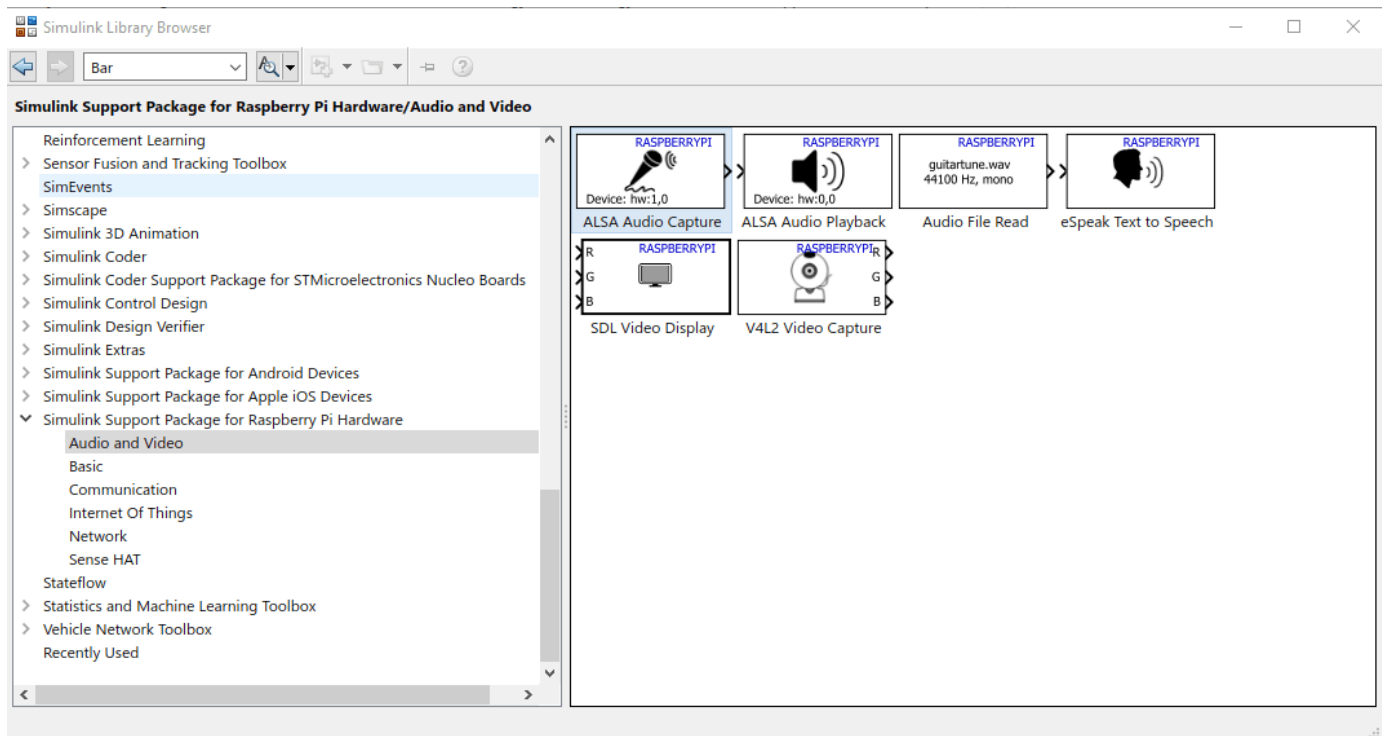 Simulink Library Browser
Bar
Simulink Support Package for Raspberry Pi Hardware/Audio and Video
Reinforcement Learning
Sensor Fusion and Tracking Toolbox
SimEvents
Simscape
Simulink 3D Animation
Simulink Coder
Simulink Coder Support Package for STMicroelectronics Nucleo Boards
Simulink Control Design
Simulink Design Verifier
Simulink Extras
Simulink Support Package for Android Devices
Simulink Support Package for Apple iOS Devices
Simulink Support Package for Raspberry Pi Hardware
Audio and Video
Basic
Communication
Internet Of Things
Network
Sense HAT
Stateflow
Statistics and Machine Learning Toolbox
Vehicle Network Toolbox
Recently Used
RASPBERRYPI
Device: hw:1,0
ALSA Audio Capture
RASPBERRYPI
Device: hw:0,0
ALSA Audio Playback
RASPBERRYPI
guitartune.wav
44100 Hz, mono
Audio File Read
RASPBERRYPI
eSpeak Text to Speech
RASPBERRYPI
R
G
B
SDL Video Display
RASPBERRYPI
R
G
B
V4L2 Video Capture